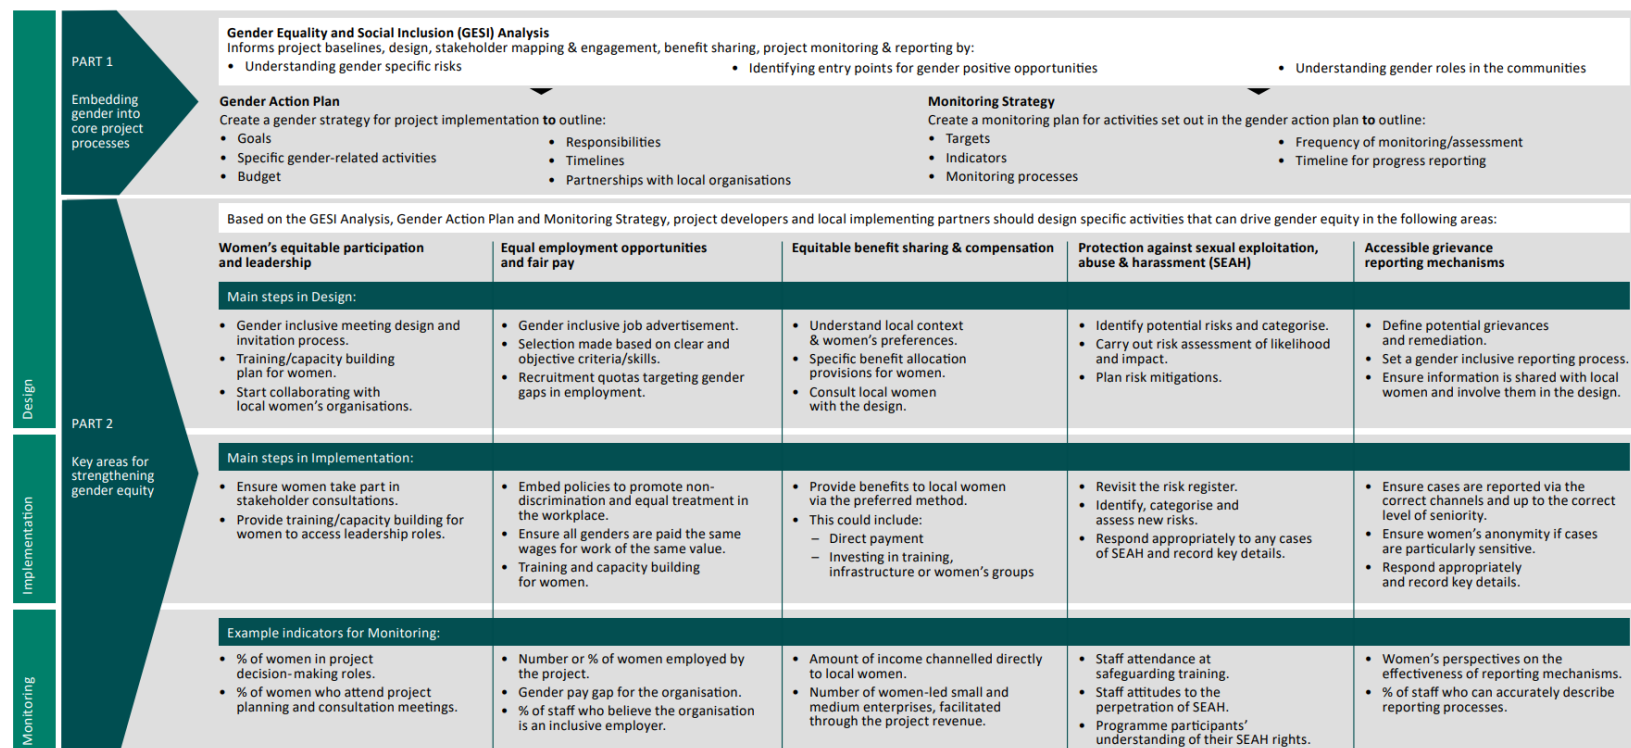 Design
Implementation
Monitoring
PART 1
Embedding
gender into
core project
processes
Gender Equality and Social Inclusion (GESI) Analysis
Informs project baselines, design, stakeholder mapping & engagement, benefit sharing, project monitoring & reporting by:
• Understanding gender specific risks
• Identifying entry points for gender positive opportunities
• Understanding gender roles in the communities
Gender Action Plan
Create a gender strategy for project implementation to outline:
• Goals
• Specific gender-related activities
• Budget
• Responsibilities
• Timelines
• Partnerships with local organisations
Monitoring Strategy
Create a monitoring plan for activities set out in the gender action plan to outline:
• Targets
• Indicators
• Monitoring processes
• Frequency of monitoring/assessment
• Timeline for progress reporting
PART 2
Key areas for
strengthening
gender equity
Based on the GESI Analysis, Gender Action Plan and Monitoring Strategy, project developers and local implementing partners should design specific activities that can drive gender equity in the following areas:
Women's equitable participation
and leadership
Equal employment opportunities
and fair pay
Equitable benefit sharing & compensation
Protection against sexual exploitation,
abuse & harassment (SEAH)
Accessible grievance
reporting mechanisms
Main steps in Design:
• Gender inclusive meeting design and
invitation process.
• Training/capacity building
plan for women.
• Start collaborating with
local women's organisations.
• Gender inclusive job advertisement.
• Selection made based on clear and
objective criteria/skills.
• Recruitment quotas targeting gender
gaps in employment.
• Understand local context
& women's preferences.
• Specific benefit allocation
provisions for women.
• Consult local women
with the design.
• Identify potential risks and categorise.
• Carry out risk assessment of likelihood
and impact.
• Plan risk mitigations.
• Define potential grievances
and remediation.
• Set a gender inclusive reporting process.
• Ensure information is shared with local
women and involve them in the design.
Main steps in Implementation:
• Ensure women take part in
stakeholder consultations.
• Provide training/capacity building for
women to access leadership roles.
• Embed policies to promote non-
discrimination and equal treatment in
the workplace.
• Ensure all genders are paid the same
wages for work of the same value.
• Training and capacity building
for women.
• Provide benefits to local women
via the preferred method.
• This could include:
– Direct payment
– Investing in training,
infrastructure or women's groups
• Revisit the risk register.
• Identify, categorise and
assess new risks.
• Respond appropriately to any cases
of SEAH and record key details.
• Ensure cases are reported via the
correct channels and up to the correct
level of seniority.
• Ensure women's anonymity if cases
are particularly sensitive.
• Respond appropriately
and record key details.
Example indicators for Monitoring:
• % of women in project
decision-making roles.
• % of women who attend project
planning and consultation meetings.
• Number or % of women employed by
the project.
• Gender pay gap for the organisation.
• % of staff who believe the organisation
is an inclusive employer.
• Amount of income channelled directly
to local women.
• Number of women-led small and
medium enterprises, facilitated
through the project revenue.
• Staff attendance at
safeguarding training.
• Staff attitudes to the
perpetration of SEAH.
• Programme participants'
understanding of their SEAH rights.
• Women's perspectives on the
effectiveness of reporting mechanisms.
• % of staff who can accurately describe
reporting processes.